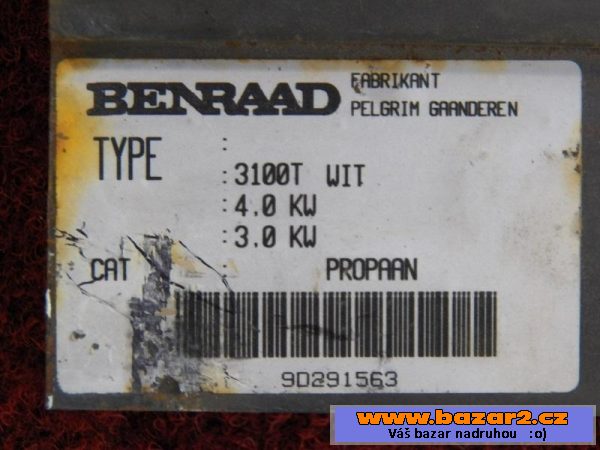 BENRAAD FABRIKANT
PELGRIM GAANDEREN
TYPE :
: 3100T WIT
: 4.0 KW
: 3.0 KW
CAT : PROPAAN
9D291563
www.bazar2.cz
Váš bazar nadruhou :o)